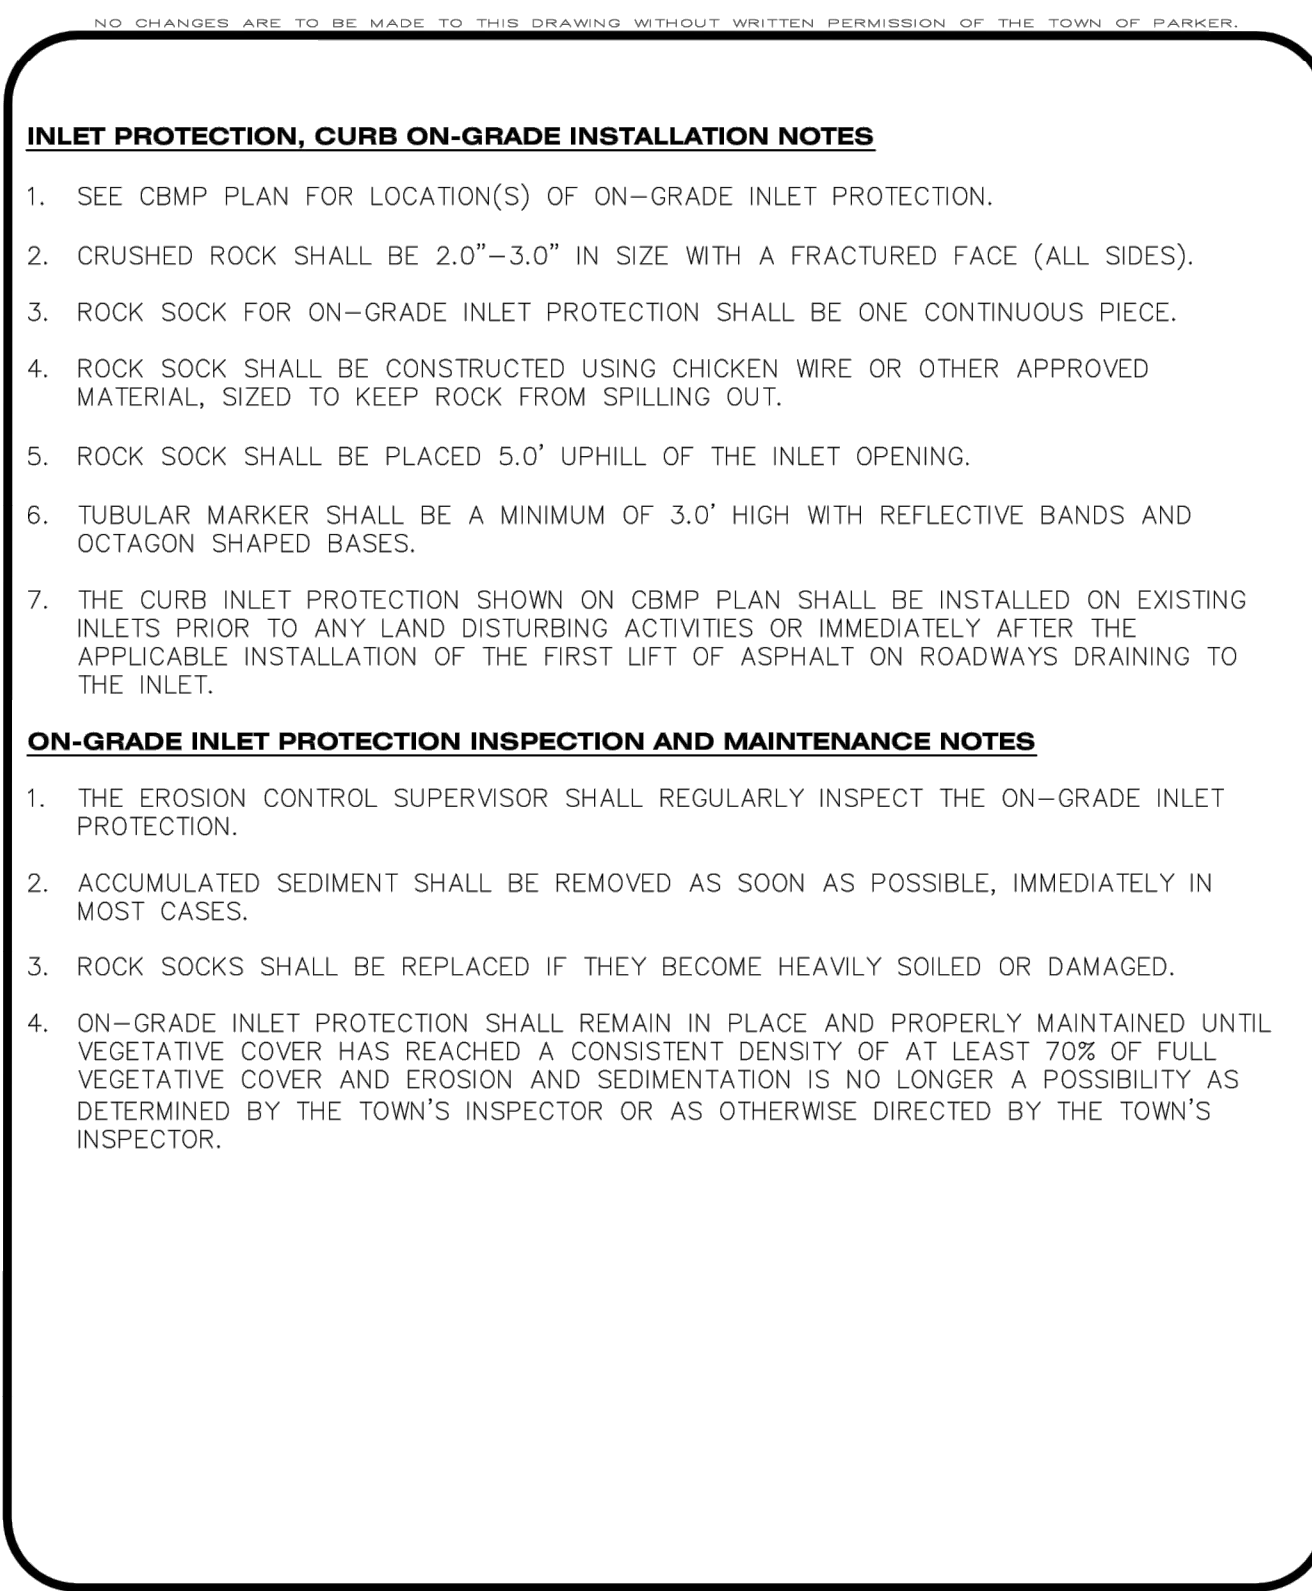 NO CHANGES ARE TO BE MADE TO THIS DRAWING WITHOUT WRITTEN PERMISSION OF THE TOWN OF PARKER.
INLET PROTECTION, CURB ON-GRADE INSTALLATION NOTES
1. SEE CBMP PLAN FOR LOCATION(S) OF ON–GRADE INLET PROTECTION.
2. CRUSHED ROCK SHALL BE 2.0”–3.0” IN SIZE WITH A FRACTURED FACE (ALL SIDES).
3. ROCK SOCK FOR ON–GRADE INLET PROTECTION SHALL BE ONE CONTINUOUS PIECE.
4. ROCK SOCK SHALL BE CONSTRUCTED USING CHICKEN WIRE OR OTHER APPROVED
MATERIAL, SIZED TO KEEP ROCK FROM SPILLING OUT.
5. ROCK SOCK SHALL BE PLACED 5.0’ UPHILL OF THE INLET OPENING.
6. TUBULAR MARKER SHALL BE A MINIMUM OF 3.0’ HIGH WITH REFLECTIVE BANDS AND
OCTAGON SHAPED BASES.
7. THE CURB INLET PROTECTION SHOWN ON CBMP PLAN SHALL BE INSTALLED ON EXISTING
INLETS PRIOR TO ANY LAND DISTURBING ACTIVITIES OR IMMEDIATELY AFTER THE
APPLICABLE INSTALLATION OF THE FIRST LIFT OF ASPHALT ON ROADWAYS DRAINING TO
THE INLET.
ON-GRADE INLET PROTECTION INSPECTION AND MAINTENANCE NOTES
1. THE EROSION CONTROL SUPERVISOR SHALL REGULARLY INSPECT THE ON–GRADE INLET
PROTECTION.
2. ACCUMULATED SEDIMENT SHALL BE REMOVED AS SOON AS POSSIBLE, IMMEDIATELY IN
MOST CASES.
3. ROCK SOCKS SHALL BE REPLACED IF THEY BECOME HEAVILY SOILED OR DAMAGED.
4. ON–GRADE INLET PROTECTION SHALL REMAIN IN PLACE AND PROPERLY MAINTAINED UNTIL
VEGETATIVE COVER HAS REACHED A CONSISTENT DENSITY OF AT LEAST 70% OF FULL
VEGETATIVE COVER AND EROSION AND SEDIMENTATION IS NO LONGER A POSSIBILITY AS
DETERMINED BY THE TOWN’S INSPECTOR OR AS OTHERWISE DIRECTED BY THE TOWN’S
INSPECTOR.